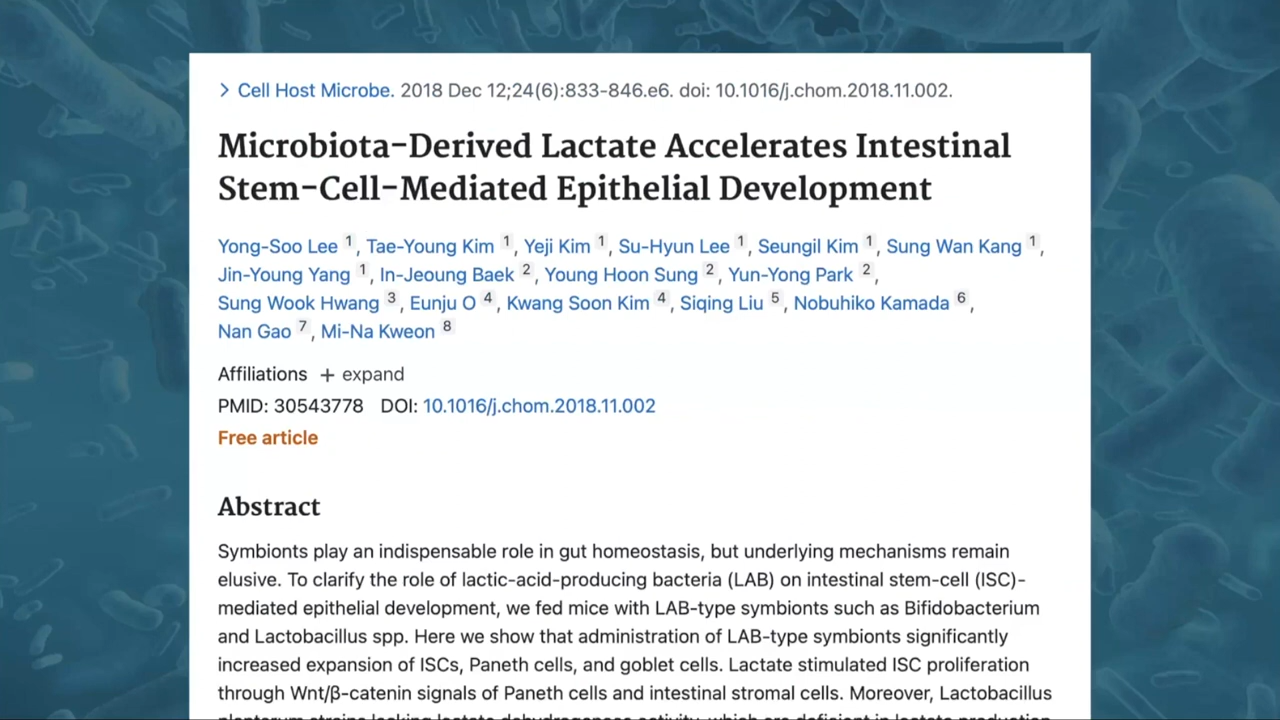 > Cell Host Microbe. 2018 Dec 12;24(6):833-846.e6. doi: 10.1016/j.chom.2018.11.002.
Microbiota-Derived Lactate Accelerates Intestinal
Stem-Cell-Mediated Epithelial Development
Yong-Soo Lee 1, Tae-Young Kim 1, Yeji Kim 1, Su-Hyun Lee 1, Seungil Kim 1, Sung Wan Kang 1,
Jin-Young Yang 1, In-Jeoung Baek 2, Young Hoon Sung 2, Yun-Yong Park 2,
Sung Wook Hwang 3, Eunju O 4, Kwang Soon Kim 4, Siqing Liu 5, Nobuhiko Kamada 6,
Nan Gao 7, Mi-Na Kweon 8
Affiliations + expand
PMID: 30543778 DOI: 10.1016/j.chom.2018.11.002
Free article
Abstract
Symbionts play an indispensable role in gut homeostasis, but underlying mechanisms remain
elusive. To clarify the role of lactic-acid-producing bacteria (LAB) on intestinal stem-cell (ISC)-
mediated epithelial development, we fed mice with LAB-type symbionts such as Bifidobacterium
and Lactobacillus spp. Here we show that administration of LAB-type symbionts significantly
increased expansion of ISCs, Paneth cells, and goblet cells. Lactate stimulated ISC proliferation
through Wnt/β-catenin signals of Paneth cells and intestinal stromal cells. Moreover, Lactobacillus